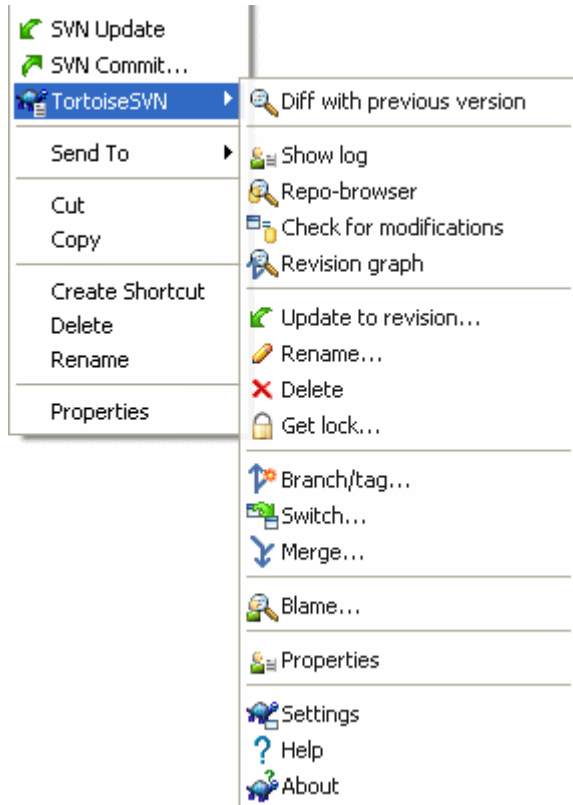 SVN Update
SVN Commit...
TortoiseSVN
Send To
Cut
Copy
Create Shortcut
Delete
Rename
Properties
Diff with previous version
Show log
Repo-browser
Check for modifications
Revision graph
Update to revision...
Rename...
Delete
Get lock...
Branch/tag...
Switch...
Merge...
Blame...
Properties
Settings
Help
About